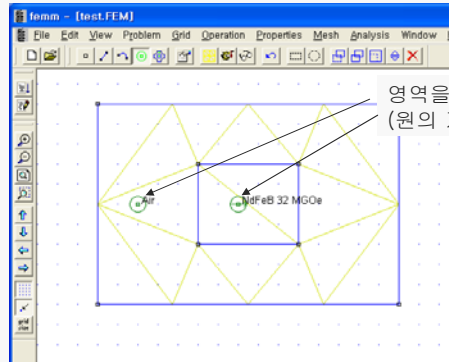 femm - [test.FEM]
File Edit View Problem Grid Operation Properties Mesh Analysis Window
영역을
(원의
Air
NdFeB 32 MGOe